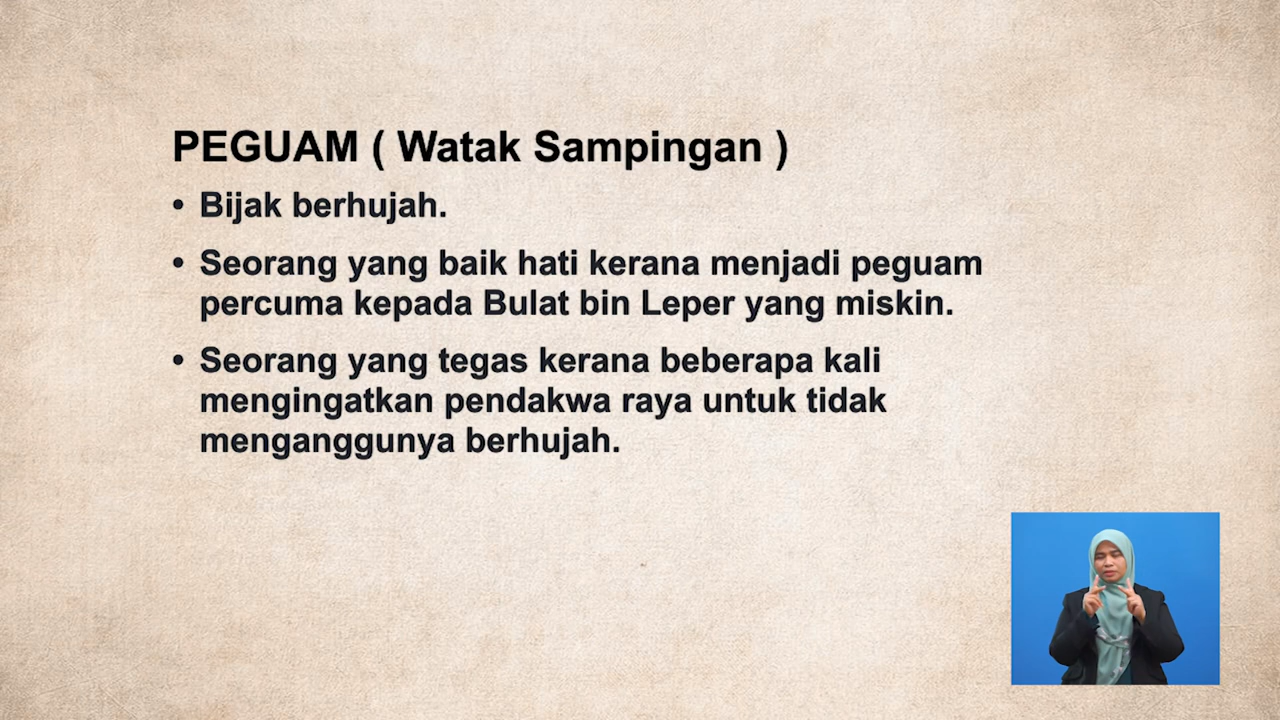 PEGUAM ( Watak Sampingan )
• Bijak berhujah.
• Seorang yang baik hati kerana menjadi peguam
percuma kepada Bulat bin Leper yang miskin.
• Seorang yang tegas kerana beberapa kali
mengingatkan pendakwa raya untuk tidak
menganggunya berhujah.